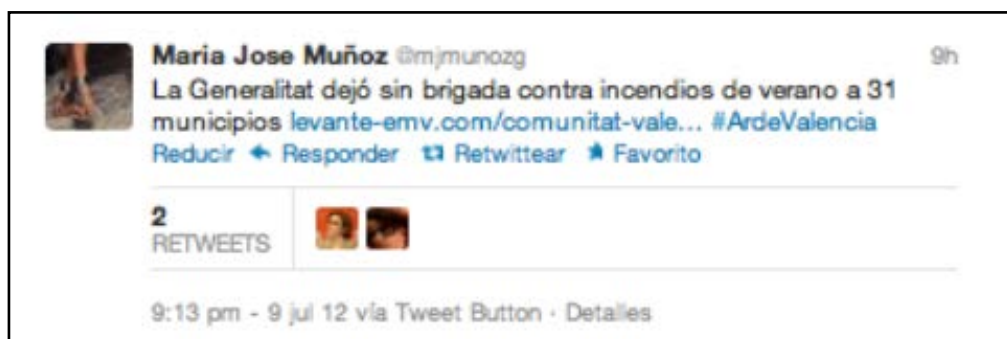 Maria Jose Muñoz @mjmunozg 9h
La Generalitat dejó sin brigada contra incendios de verano a 31
municipios levante-emv.com/comunitat-vale... #ArdeValencia
Reducir Responder Retwittear Favorito
2
RETWEETS
9:13 pm - 9 jul 12 vía Tweet Button · Detalles